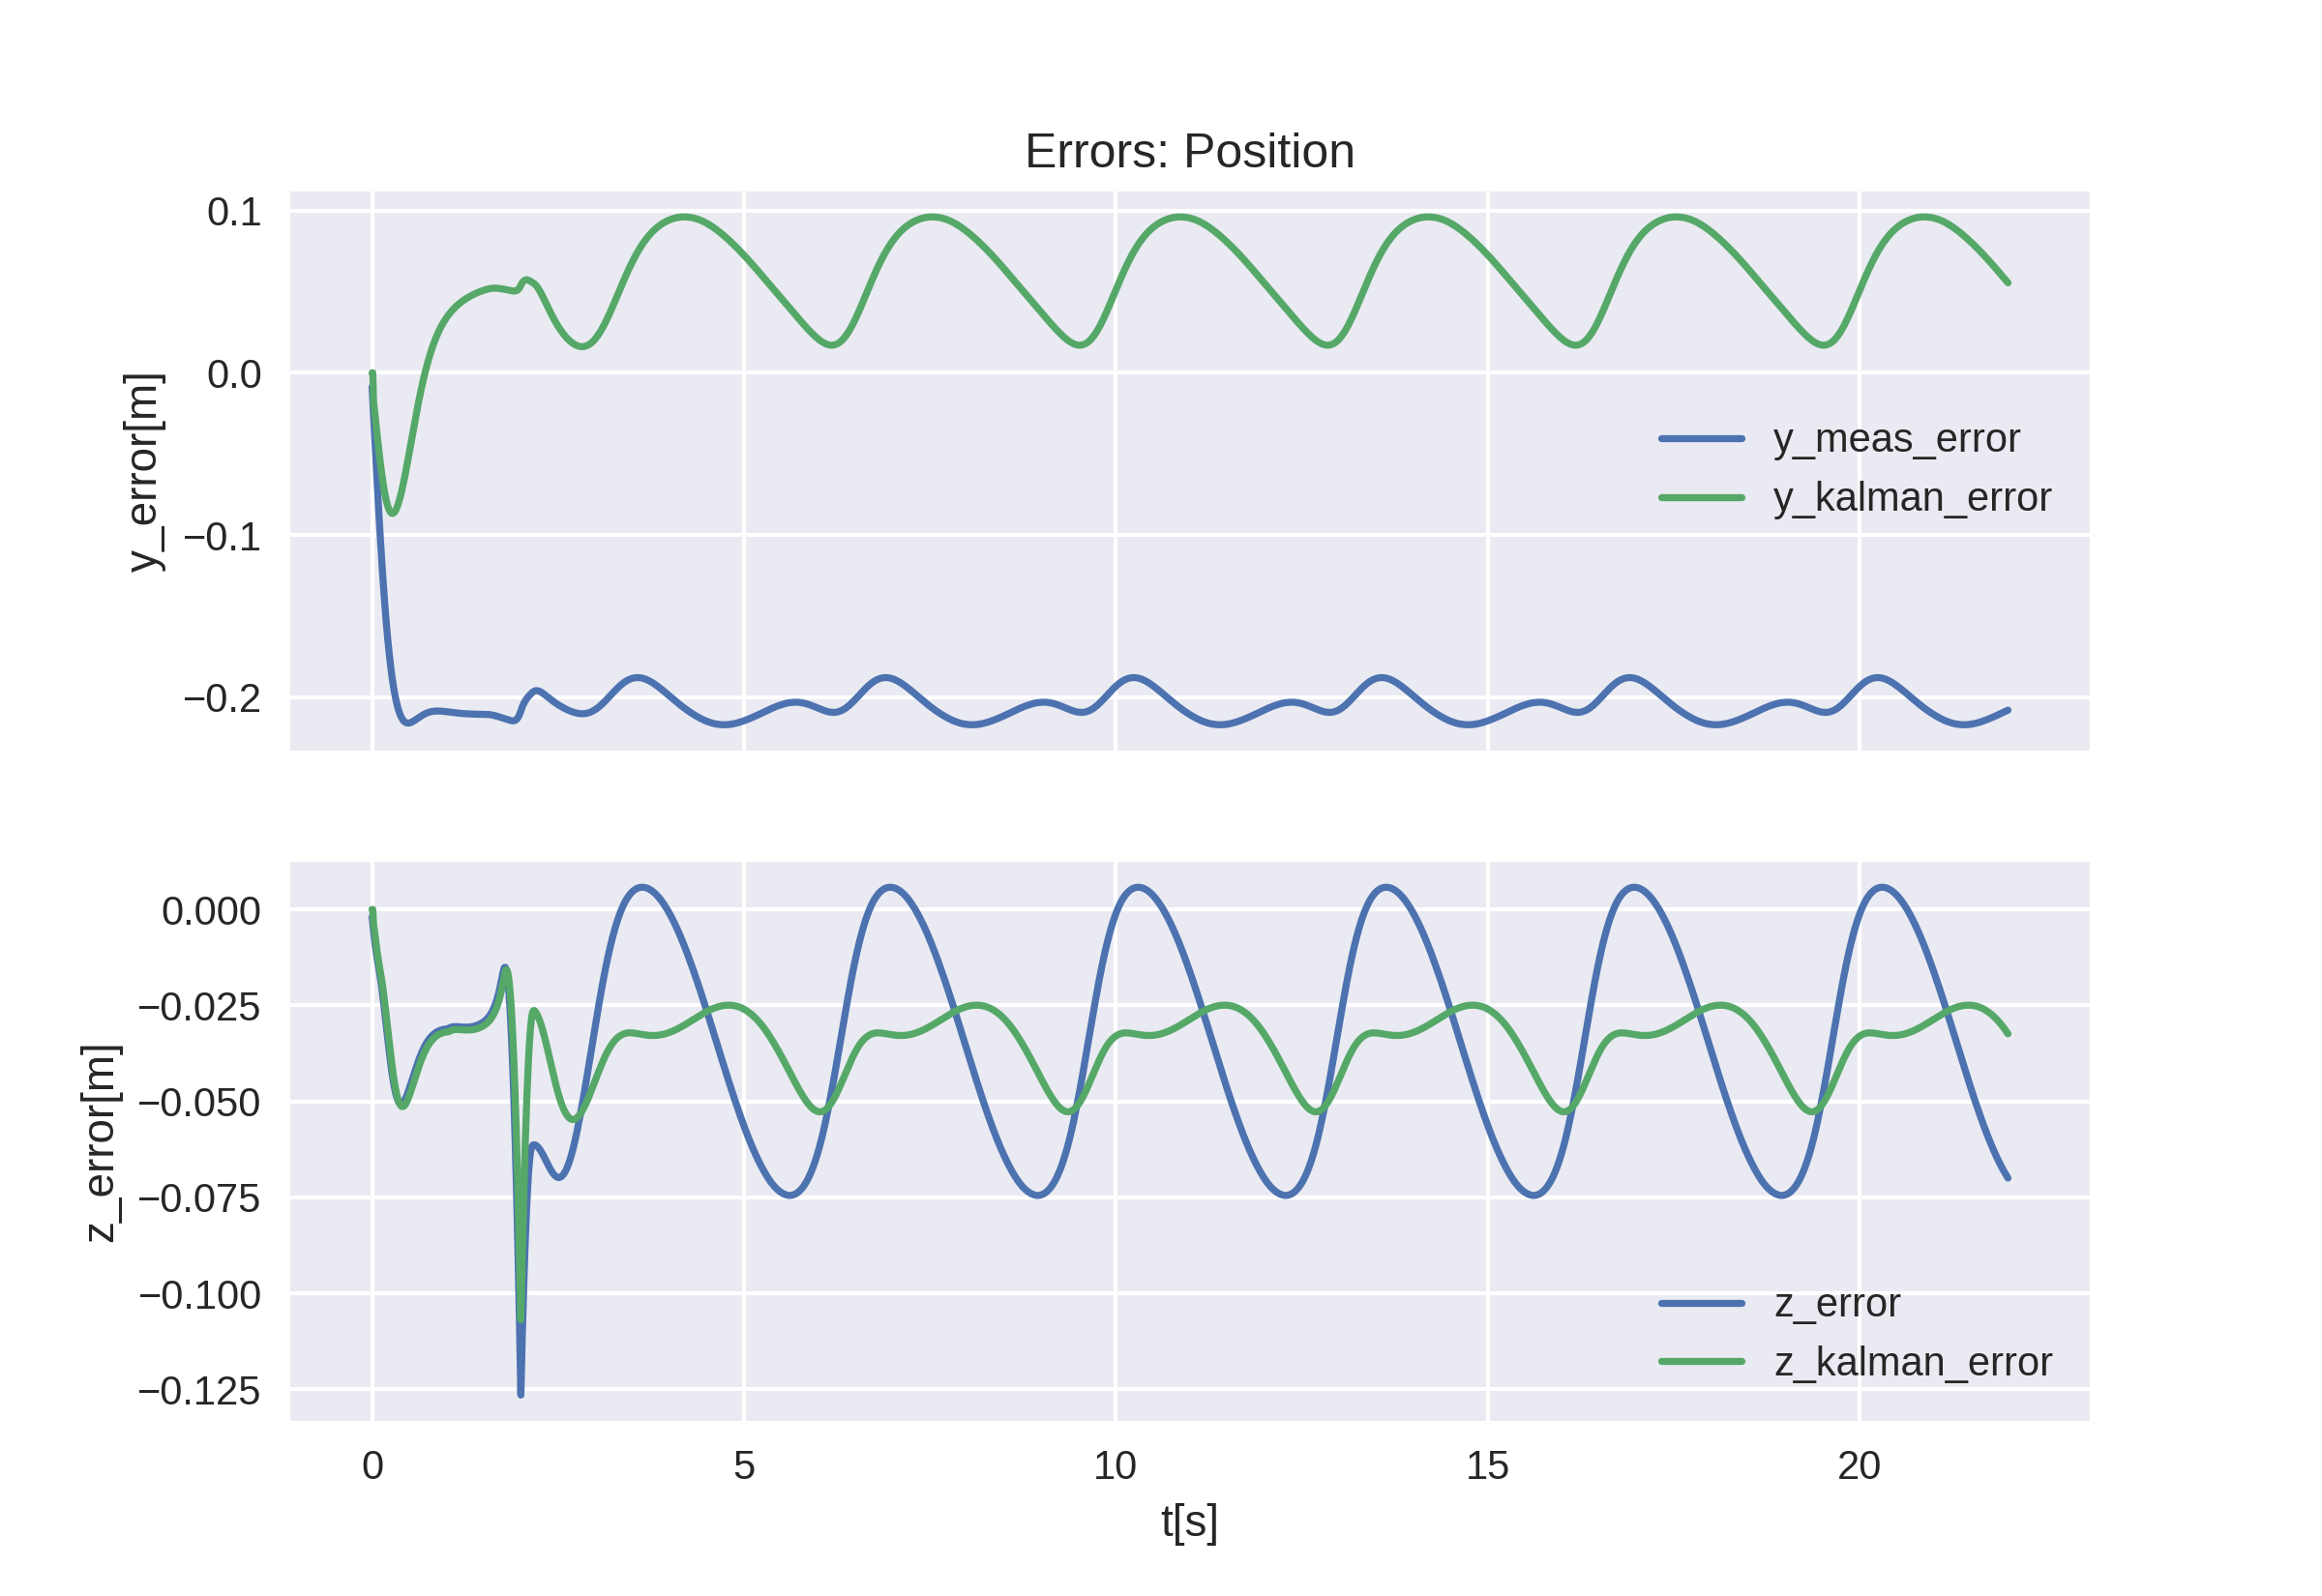 Errors: Position
0.1
0.0
−0.1
−0.2
y_error[m]
y_meas_error
y_kalman_error
0.000
−0.025
−0.050
−0.075
−0.100
−0.125
z_error[m]
z_error
z_kalman_error
0 5 10 15 20
t[s]